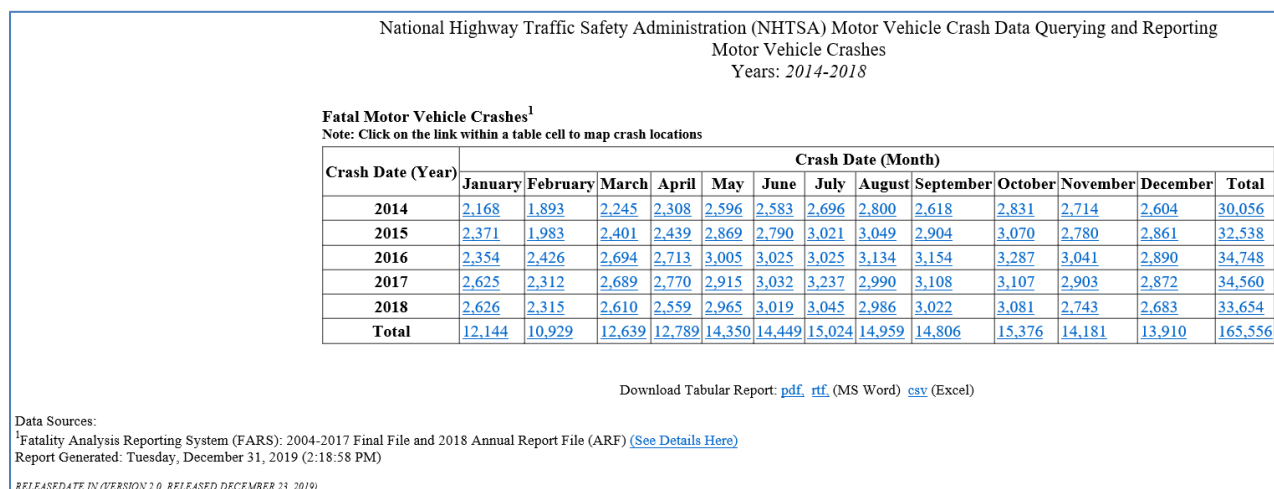 National Highway Traffic Safety Administration (NHTSA) Motor Vehicle Crash Data Querying and Reporting
Motor Vehicle Crashes
Years: 2014-2018
Fatal Motor Vehicle Crashes1
Note: Click on the link within a table cell to map crash locations
Crash Date (Year) Crash Date (Month)
January February March April May June July August September October November December Total
2014 2,168 1,893 2,245 2,308 2,596 2,583 2,696 2,800 2,618 2,831 2,714 2,604 30,056
2015 2,371 1,983 2,401 2,439 2,869 2,790 3,021 3,049 2,904 3,070 2,780 2,861 32,538
2016 2,354 2,426 2,694 2,713 3,005 3,025 3,025 3,134 3,154 3,287 3,041 2,890 34,748
2017 2,625 2,312 2,689 2,770 2,915 3,032 3,237 2,990 3,108 3,107 2,903 2,872 34,560
2018 2,626 2,315 2,610 2,559 2,965 3,019 3,045 2,986 3,022 3,081 2,743 2,683 33,654
Total 12,144 10,929 12,639 12,789 14,350 14,449 15,024 14,959 14,806 15,376 14,181 13,910 165,556
Download Tabular Report: pdf, rtf, (MS Word) csv (Excel)
Data Sources:
1Fatality Analysis Reporting System (FARS): 2004-2017 Final File and 2018 Annual Report File (ARF) (See Details Here)
Report Generated: Tuesday, December 31, 2019 (2:18:58 PM)
RELEASEDATE IN (VERSION 2.0, RELEASED DECEMBER 23, 2019)